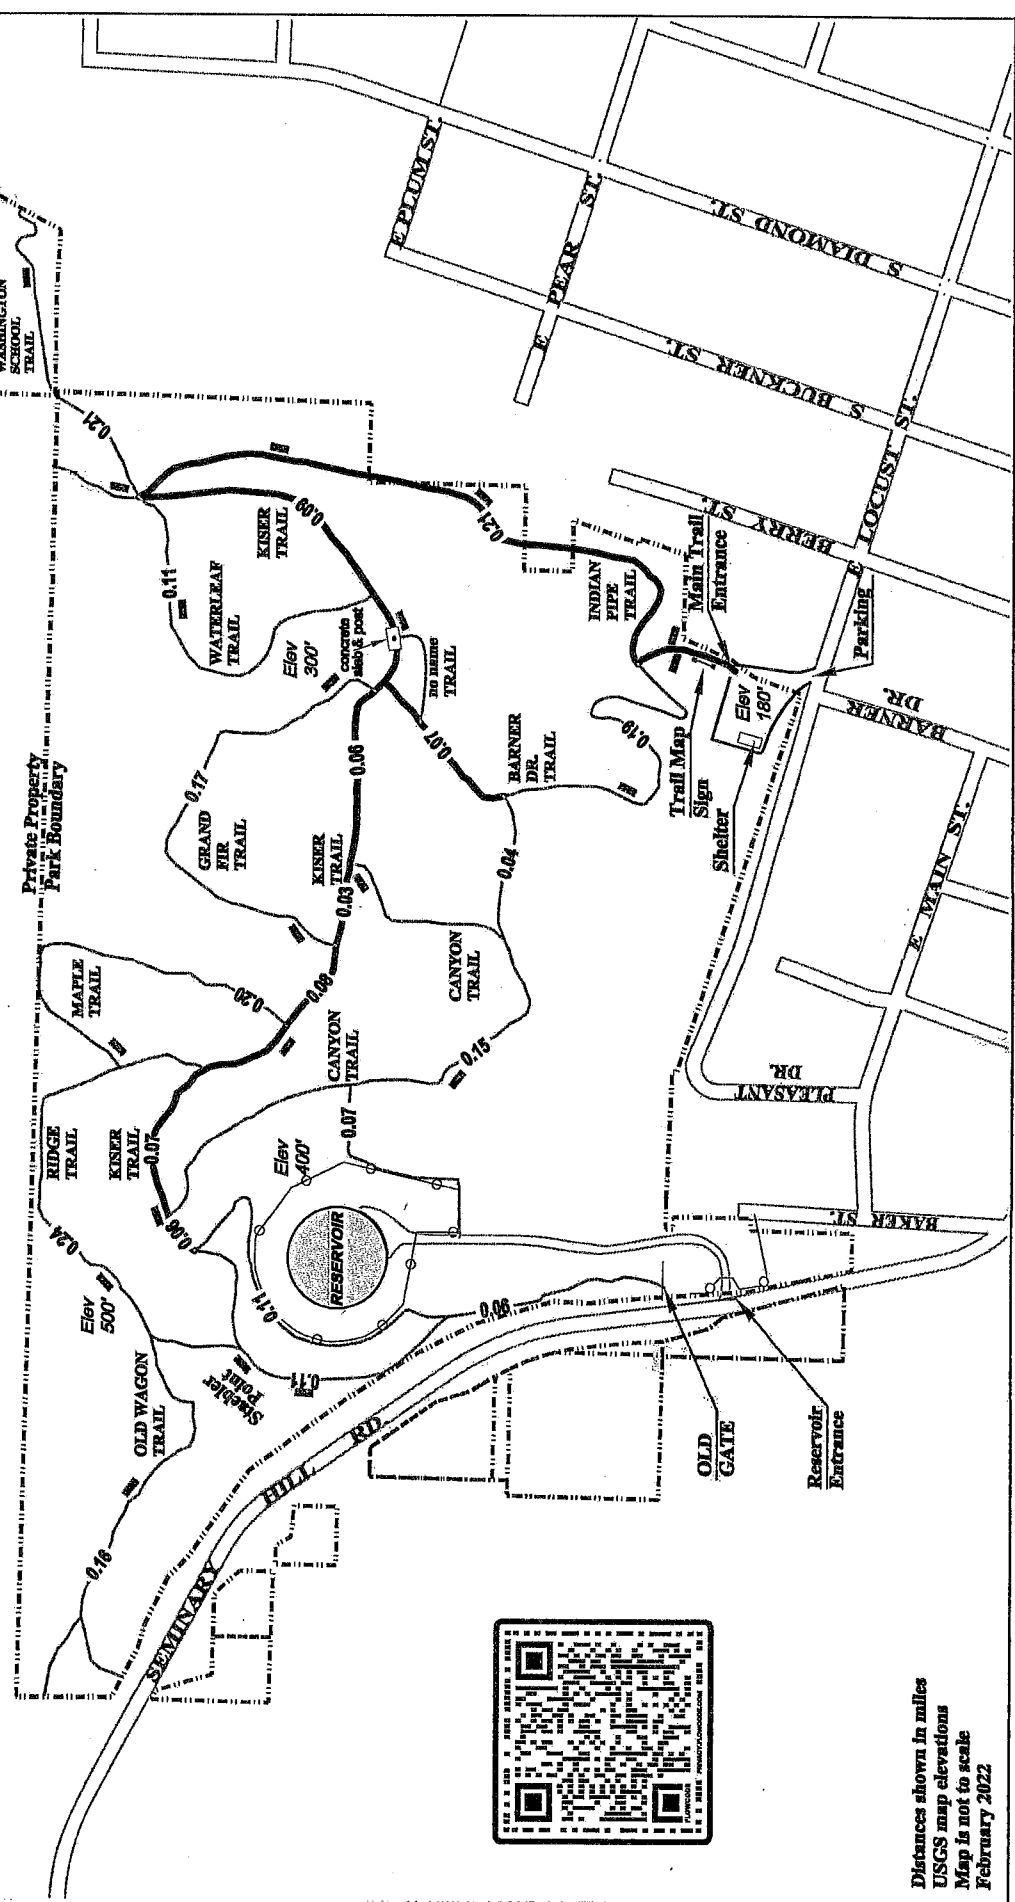 WASHINGTON
SCHOOL
TRAIL
E PLUM ST.
E PEAR ST.
S DIAMOND ST.
S BUCKNER ST.
E LOCUST ST.
BERRY ST.
0.21
0.09
KISER
TRAIL
0.11
WATERLEAF
TRAIL
Elev
300'
concrete
slab & post
no name
TRAIL
0.21
INDIAN
PIPE
TRAIL
Main Trail
Entrance
Parking
Elev
180'
BARNER
DR.
Trail Map
Sign
Shelter
0.19
BARNER
DR.
TRAIL
0.07
0.06
0.17
GRAND
FIR
TRAIL
KISER
TRAIL
0.03
0.04
Private Property
Park Boundary
MAPLE
TRAIL
0.20
0.08
CANYON
TRAIL
CANYON
TRAIL
0.15
0.07
RIDGE
TRAIL
KISER
TRAIL
0.07
0.06
Elev
400'
RESERVOIR
0.11
0.24
Elev
500'
OLD WAGON
TRAIL
Staebler
Point
0.11
0.06
0.16
SEMINARY HILL RD
E MAIN ST.
PLEASANT
DR.
BAKER ST.
OLD
GATE
Reservoir
Entrance
FLOWCODE
PRIVACY.FLOWCODE.COM
Distances shown in miles
USGS map elevations
Map is not to scale
February 2022